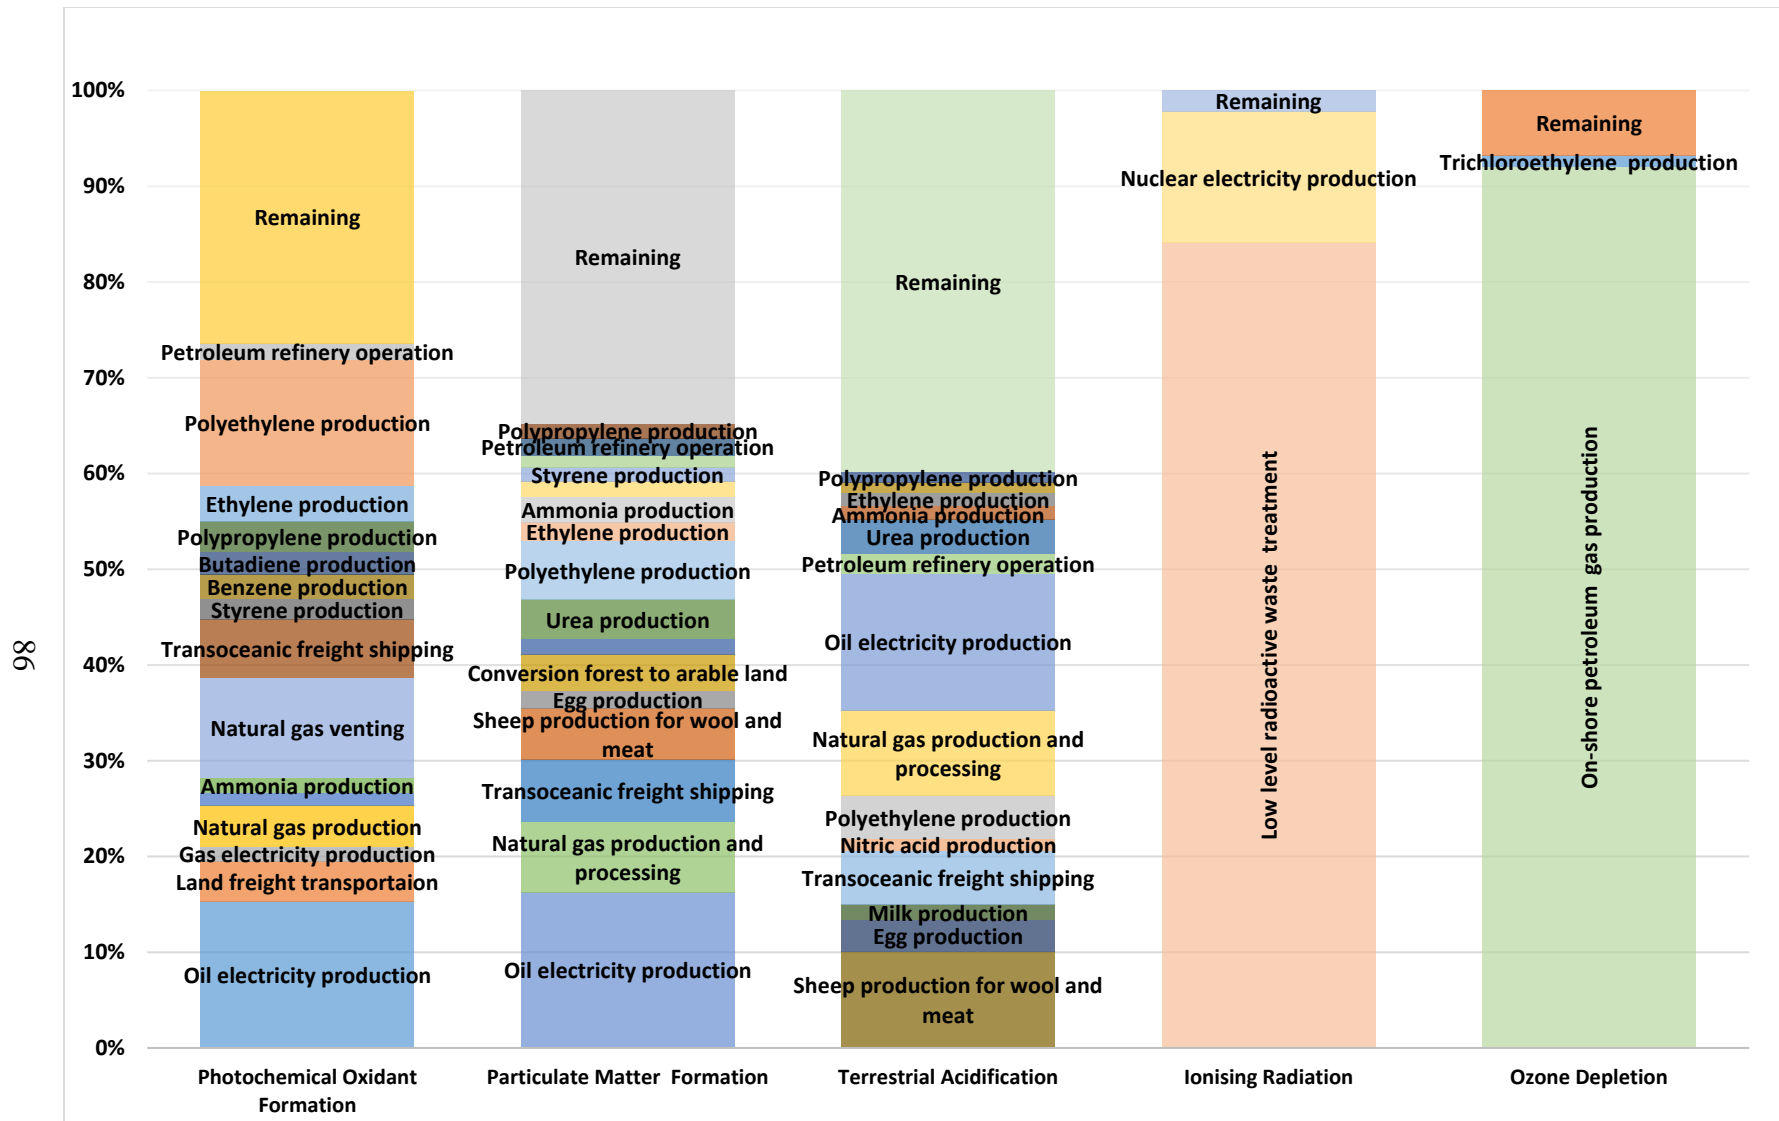 100%
90%
80%
70%
60%
50%
40%
30%
20%
10%
0%
Remaining
Petroleum refinery operation
Polyethylene production
Ethylene production
Polypropylene production
Butadiene production
Benzene production
Styrene production
Transoceanic freight shipping
Natural gas venting
Ammonia production
Natural gas production
Gas electricity production
Land freight transportaion
Oil electricity production
Photochemical Oxidant
Formation
Remaining
Polypropylene production
Petroleum refinery operation
Styrene production
Ammonia production
Ethylene production
Polyethylene production
Urea production
Conversion forest to arable land
Egg production
Sheep production for wool and
meat
Transoceanic freight shipping
Natural gas production and
processing
Oil electricity production
Particulate Matter Formation
Remaining
Polypropylene production
Ethylene production
Ammonia production
Urea production
Petroleum refinery operation
Oil electricity production
Natural gas production and
processing
Polyethylene production
Nitric acid production
Transoceanic freight shipping
Milk production
Egg production
Sheep production for wool and
meat
Terrestrial Acidification
Remaining
Nuclear electricity production
Low level radioactive waste treatment
Ionising Radiation
Remaining
Trichloroethylene production
On-shore petroleum gas production
Ozone Depletion
86